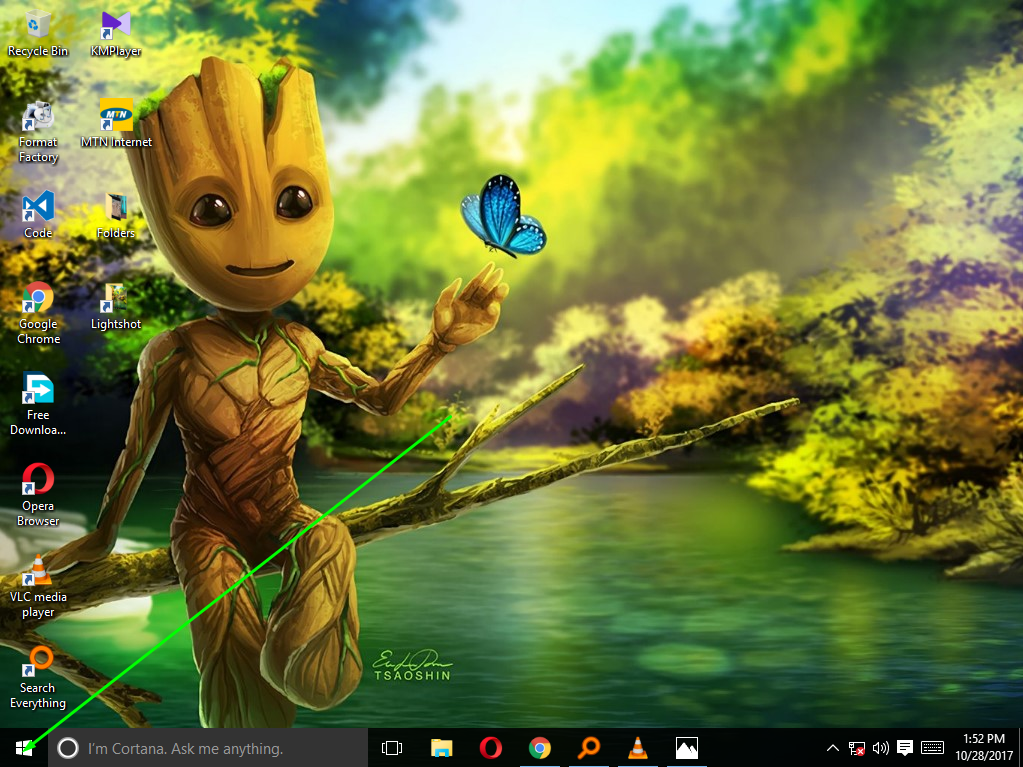 Recycle Bin
KMPlayer
Format
Factory
MTN
MTN Internet
Code
Folders
Google
Chrome
Lightshot
Free
Downloa...
Opera
Browser
VLC media
player
Search
Everything
TSAOSHIN
I'm Cortana. Ask me anything.
1:52 PM
10/28/2017